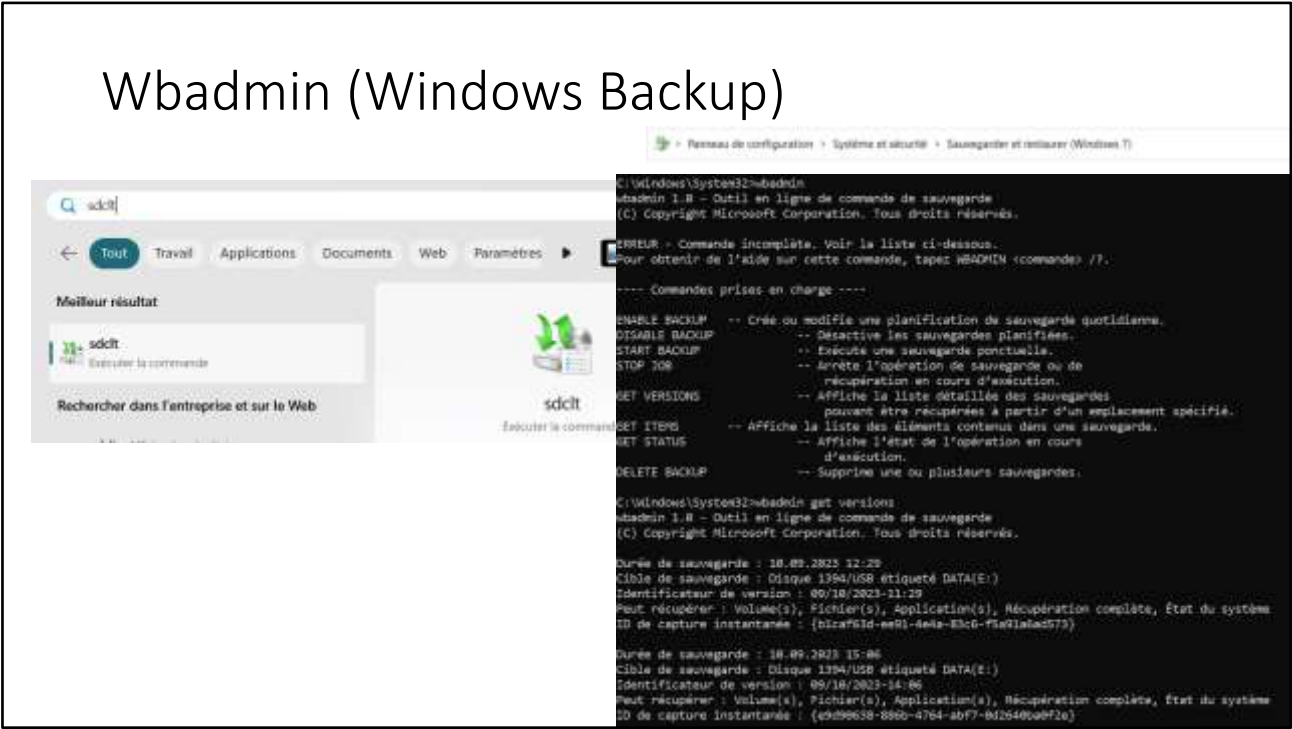 Wbadmin (Windows Backup)
Panneau de configuration > Système et sécurité > Sauvegarder et restaurer (Windows 7)
sdclt
Tout Travail Applications Documents Web Paramètres
Meilleur résultat
sdclt
Exécuter la commande
Rechercher dans l'entreprise et sur le Web
sdclt
Exécuter la command
C:\Windows\System32>wbadmin
wbadmin 1.0 - Outil en ligne de commande de sauvegarde
(C) Copyright Microsoft Corporation. Tous droits réservés.
ERREUR - Commande incomplète. Voir la liste ci-dessous.
Pour obtenir de l'aide sur cette commande, tapez WBADMIN <commande> /?.
---- Commandes prises en charge ----
ENABLE BACKUP -- Crée ou modifie une planification de sauvegarde quotidienne.
DISABLE BACKUP -- Désactive les sauvegardes planifiées.
START BACKUP -- Exécute une sauvegarde ponctuelle.
STOP JOB -- Arrête l'opération de sauvegarde ou de
récupération en cours d'exécution.
GET VERSIONS -- Affiche la liste détaillée des sauvegardes
pouvant être récupérées à partir d'un emplacement spécifié.
GET ITEMS -- Affiche la liste des éléments contenus dans une sauvegarde.
GET STATUS -- Affiche l'état de l'opération en cours
d'exécution.
DELETE BACKUP -- Supprime une ou plusieurs sauvegardes.
C:\Windows\System32>wbadmin get versions
wbadmin 1.0 - Outil en ligne de commande de sauvegarde
(C) Copyright Microsoft Corporation. Tous droits réservés.
Durée de sauvegarde : 10.09.2023 12:29
Cible de sauvegarde : Disque 1394/USB étiqueté DATA(E:)
Identificateur de version : 09/10/2023-11:29
Peut récupérer : Volume(s), Fichier(s), Application(s), Récupération complète, État du système
ID de capture instantanée :
Durée de sauvegarde : 10.09.2023 15:06
Cible de sauvegarde : Disque 1394/USB étiqueté DATA(E:)
Identificateur de version : 09/10/2023-14:06
Peut récupérer : Volume(s), Fichier(s), Application(s), Récupération complète, État du système
ID de capture instantanée :